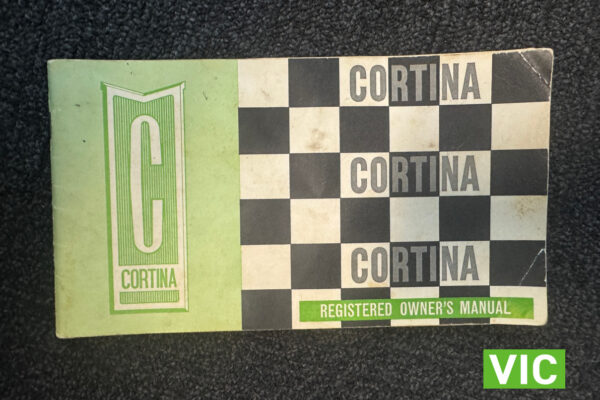 C
CORTINA
CORTINA
CORTINA
CORTINA
REGISTERED OWNER'S MANUAL
VIC